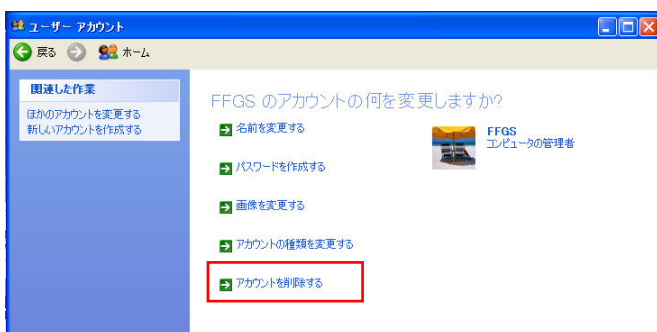 ユーザー アカウント
戻る
ホーム
関連した作業
ほかのアカウントを変更する
新しいアカウントを作成する
FFGS のアカウントの何を変更しますか?
名前を変更する
FFGS
コンピュータの管理者
パスワードを作成する
画像を変更する
アカウントの種類を変更する
アカウントを削除する